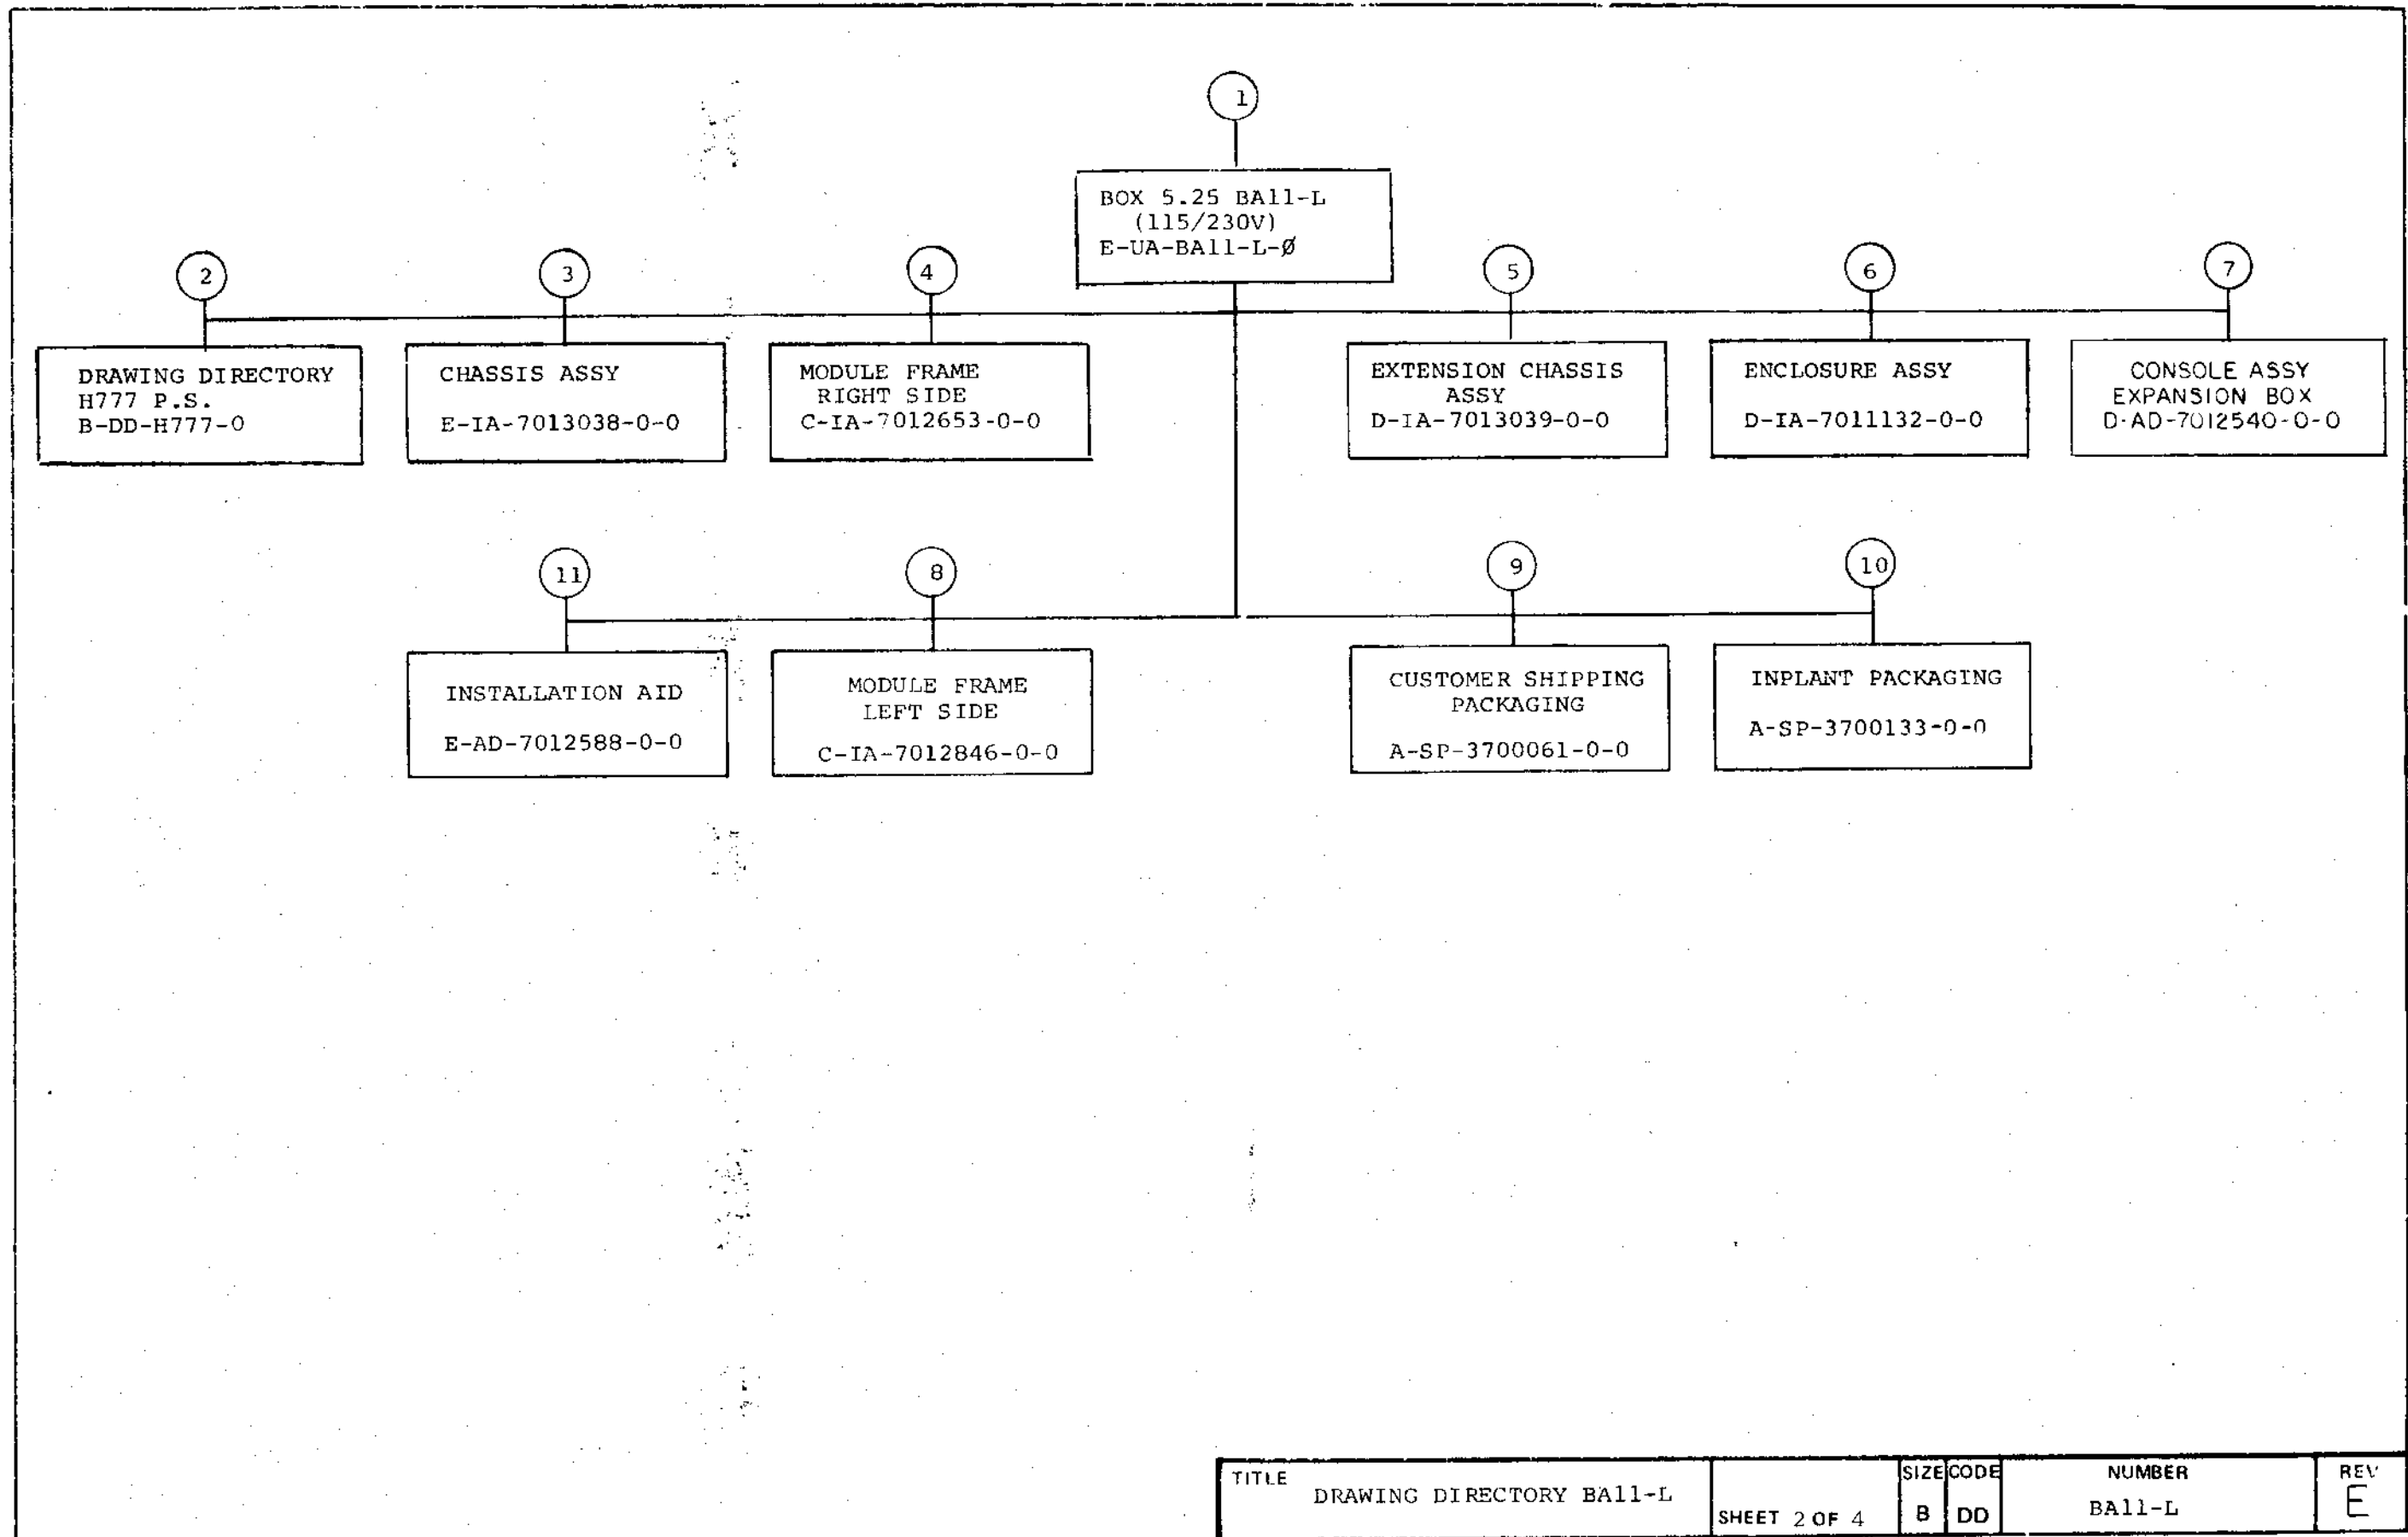 1
BOX 5.25 BA11-L
(115/230V)
E-UA-BA11-L-Ø
2
3
4
5
6
7
DRAWING DIRECTORY
H777 P.S.
B-DD-H777-0
CHASSIS ASSY
E-IA-7013038-0-0
MODULE FRAME
RIGHT SIDE
C-IA-7012653-0-0
EXTENSION CHASSIS
ASSY
D-IA-7013039-0-0
ENCLOSURE ASSY
D-IA-7011132-0-0
CONSOLE ASSY
EXPANSION BOX
D-AD-7012540-0-0
11
8
9
10
INSTALLATION AID
E-AD-7012588-0-0
MODULE FRAME
LEFT SIDE
C-IA-7012846-0-0
CUSTOMER SHIPPING
PACKAGING
A-SP-3700061-0-0
INPLANT PACKAGING
A-SP-3700133-0-0
TITLE
DRAWING DIRECTORY BA11-L
SHEET 2 OF 4
SIZE
B
CODE
DD
NUMBER
BA11-L
REV
E